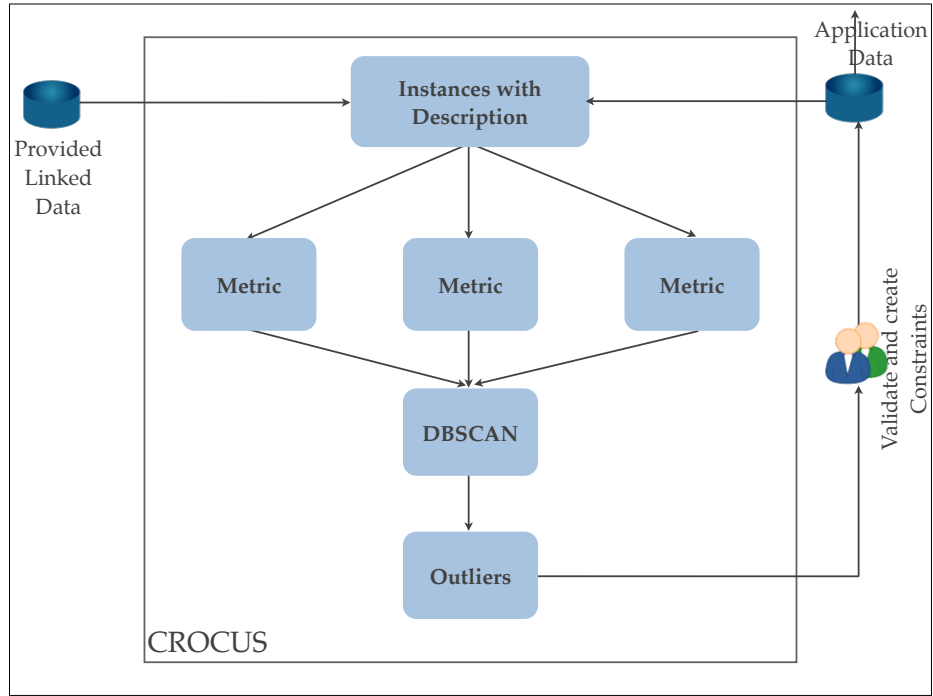 Application
Data
Instances with
Description
Provided
Linked
Data
Metric
Metric
Metric
Validate and create
Constraints
DBSCAN
Outliers
CROCUS